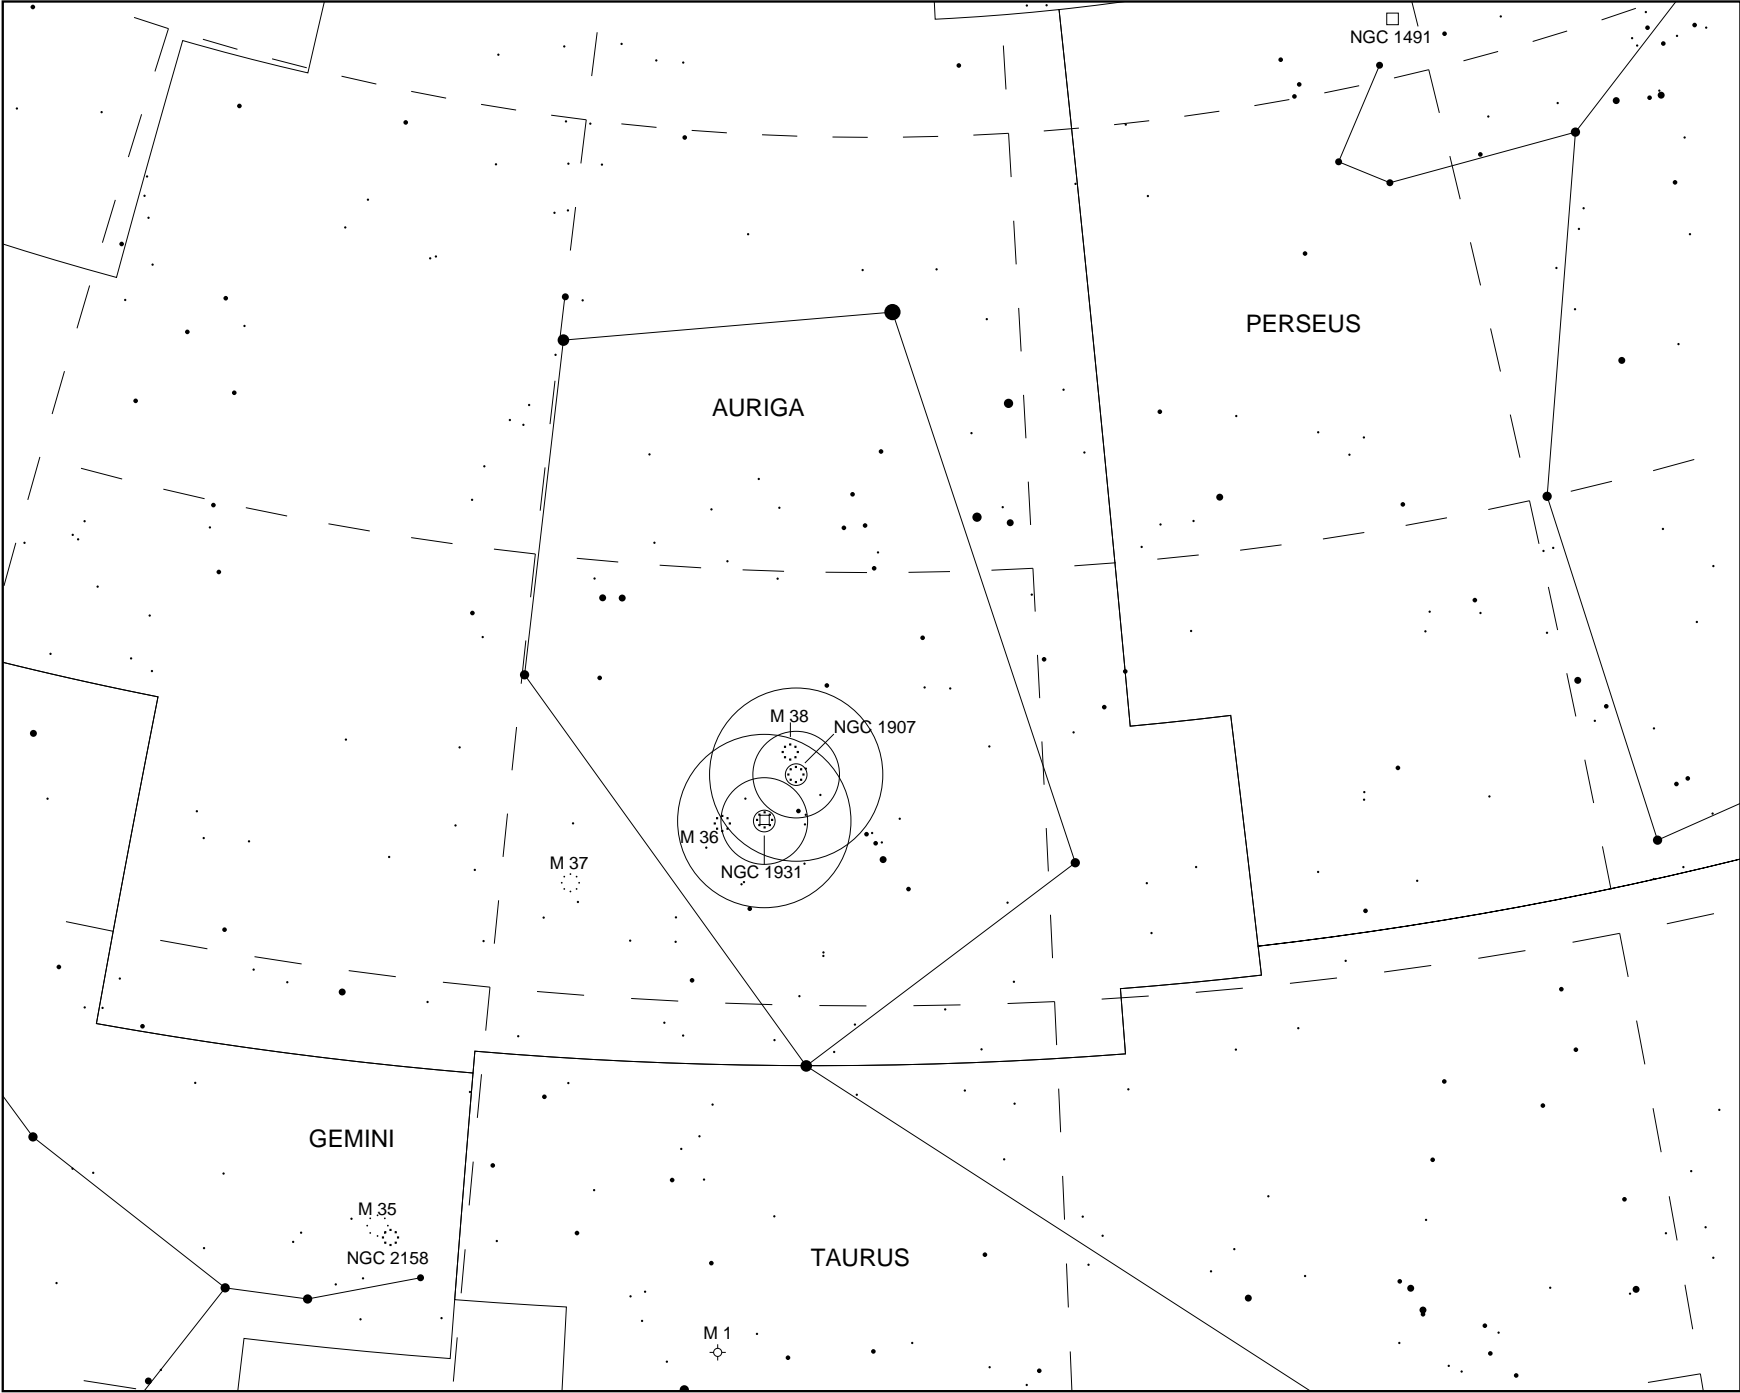 NGC 1491
PERSEUS
AURIGA
M 38
NGC 1907
M 36
M 37
NGC 1931
GEMINI
M 35
NGC 2158
TAURUS
M 1